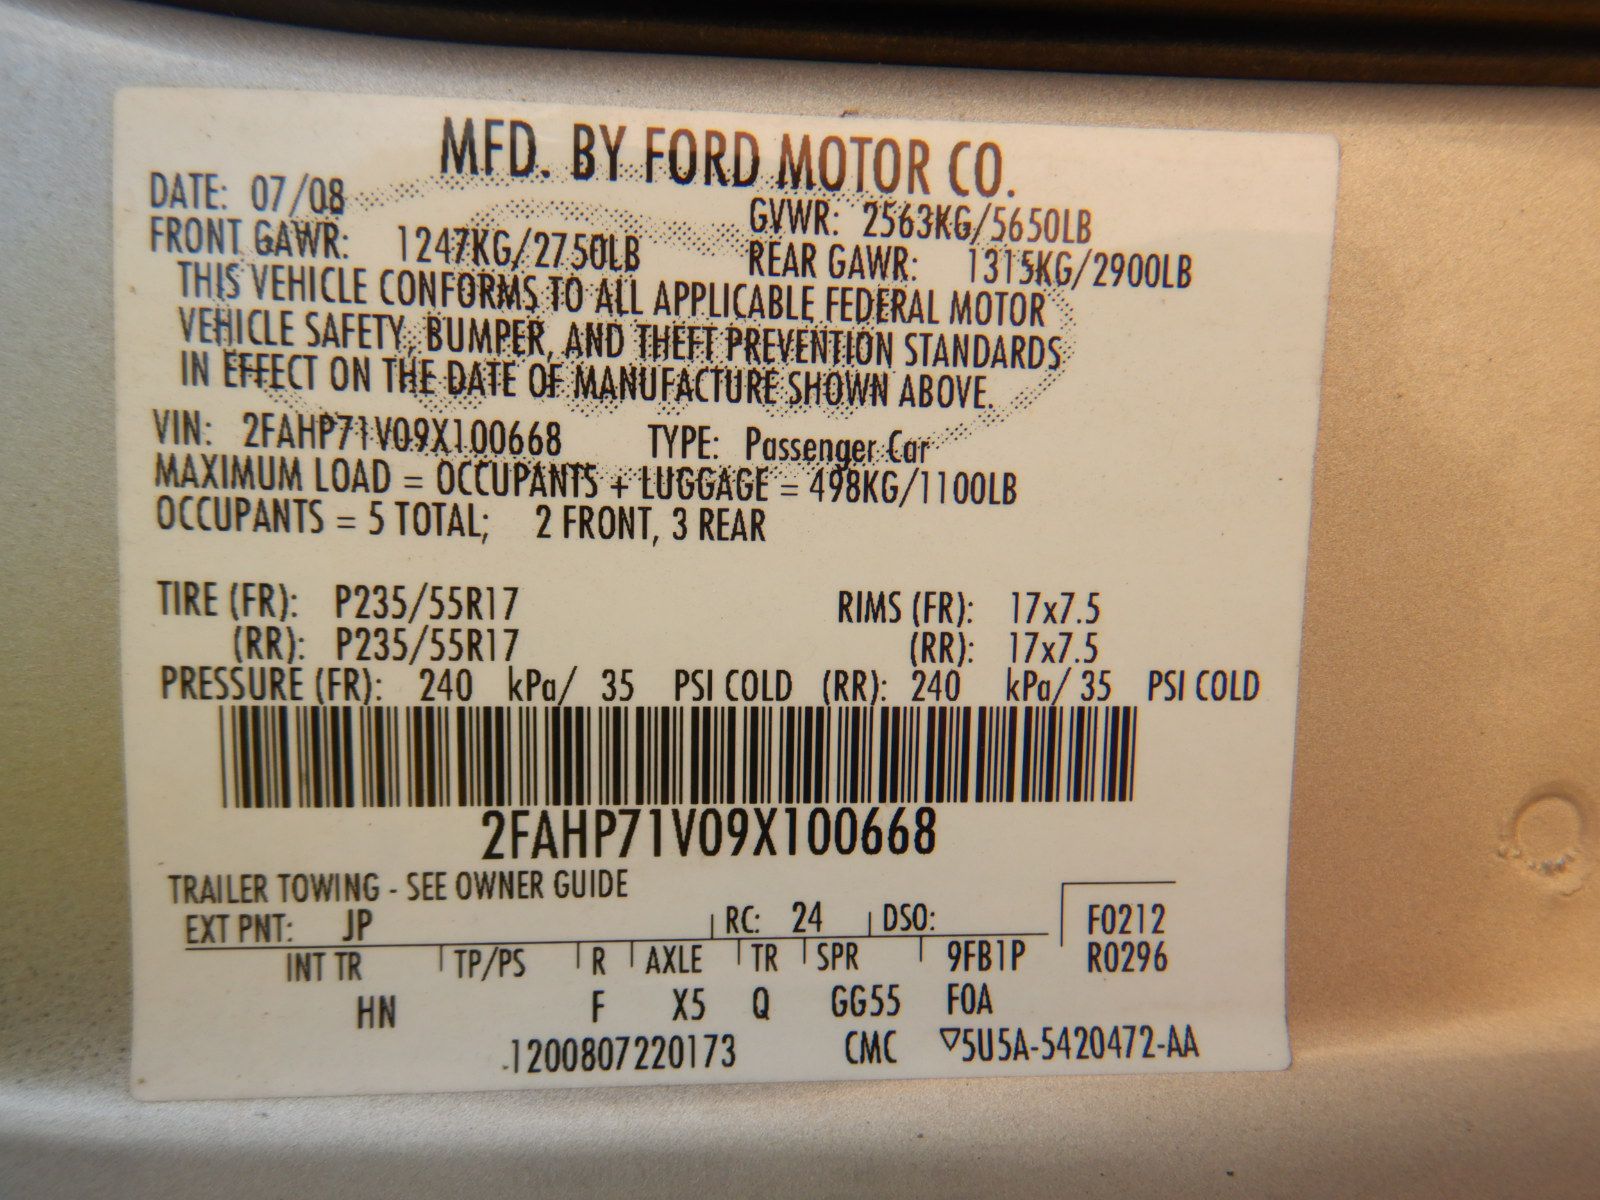 MFD. BY FORD MOTOR CO.
DATE: 07/08 GVWR: 2563KG/5650LB
FRONT GAWR: 1247KG/2750LB REAR GAWR: 1315KG/2900LB
THIS VEHICLE CONFORMS TO ALL APPLICABLE FEDERAL MOTOR
VEHICLE SAFETY, BUMPER, AND THEFT PREVENTION STANDARDS
IN EFFECT ON THE DATE OF MANUFACTURE SHOWN ABOVE.
VIN: 2FAHP71V09X100668 TYPE: Passenger Car
MAXIMUM LOAD = OCCUPANTS + LUGGAGE = 498KG/1100LB
OCCUPANTS = 5 TOTAL; 2 FRONT, 3 REAR
TIRE (FR): P235/55R17 RIMS (FR): 17x7.5
(RR): P235/55R17 (RR): 17x7.5
PRESSURE (FR): 240 kPa/ 35 PSI COLD (RR): 240 kPa/ 35 PSI COLD
2FAHP71V09X100668
TRAILER TOWING - SEE OWNER GUIDE
EXT PNT: JP RC: 24 DSO: F0212
INT TR TP/PS R AXLE TR SPR 9FB1P R0296
HN F X5 Q GG55 F0A
.1200807220173 CMC ▽5U5A-5420472-AA